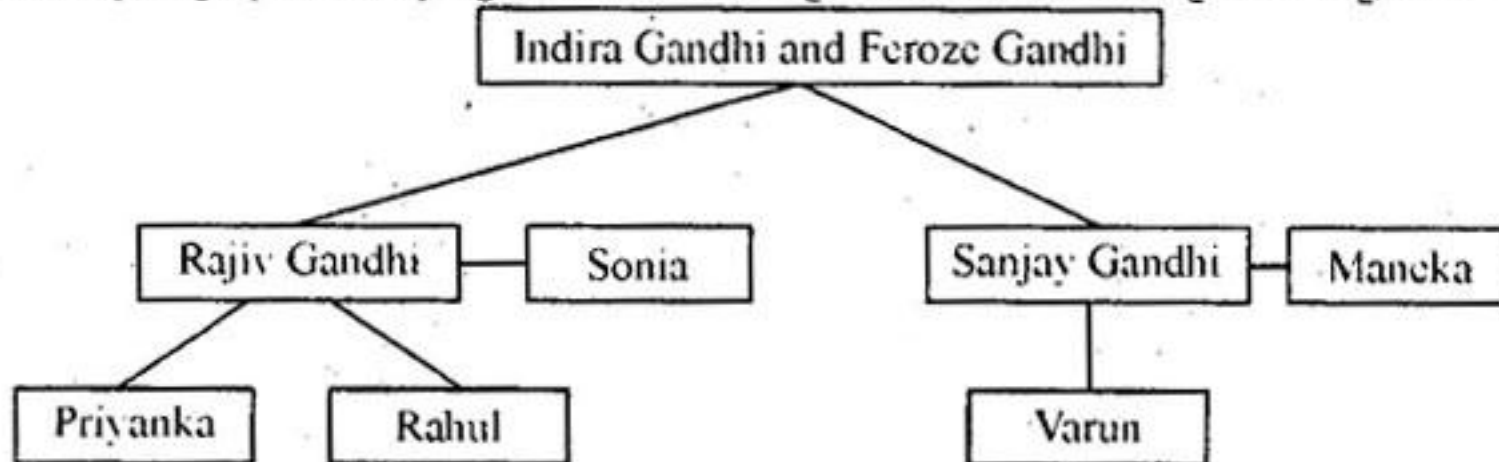 Indira Gandhi and Feroze Gandhi
Rajiv Gandhi Sonia Sanjay Gandhi Maneka
Priyanka Rahul Varun